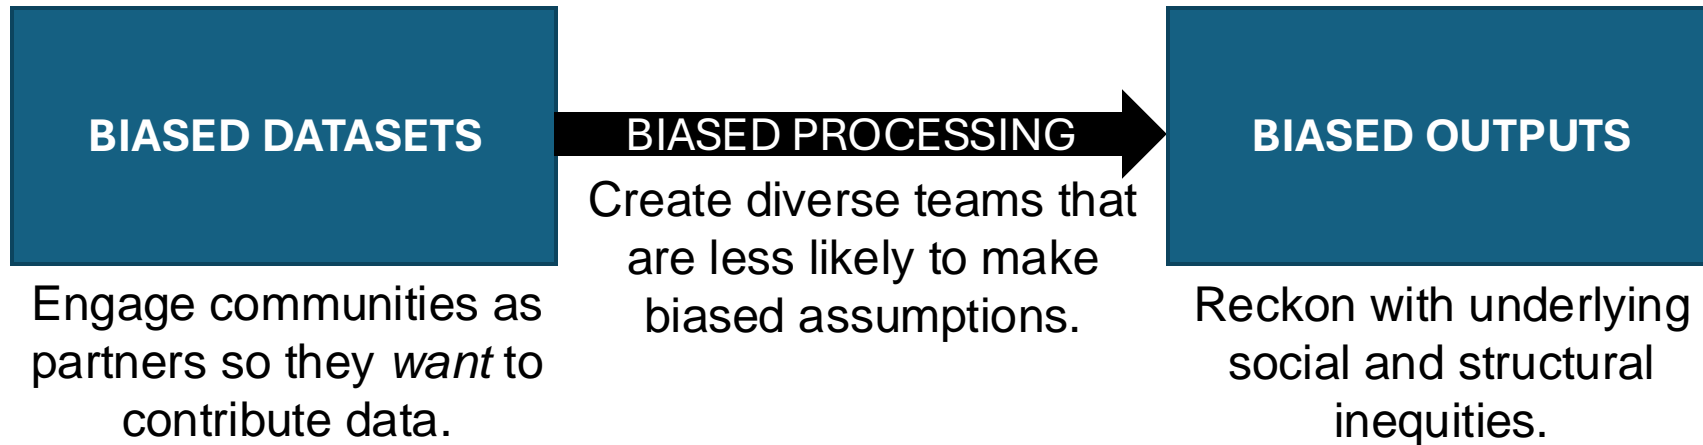 BIASED DATASETS
Engage communities as
partners so they want to
contribute data.
BIASED PROCESSING
Create diverse teams that
are less likely to make
biased assumptions.
BIASED OUTPUTS
Reckon with underlying
social and structural
inequities.